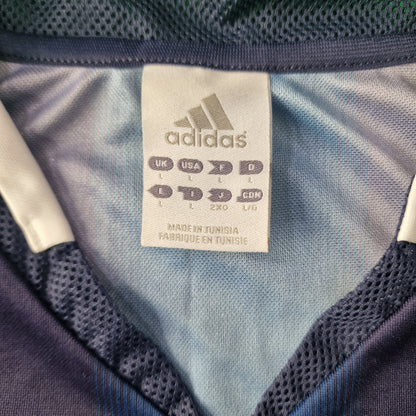 adidas
UK USA F D
L L L L
E I J CDN
L L 2XO L/G
MADE IN TUNISIA
FABRIQUE EN TUNISIE